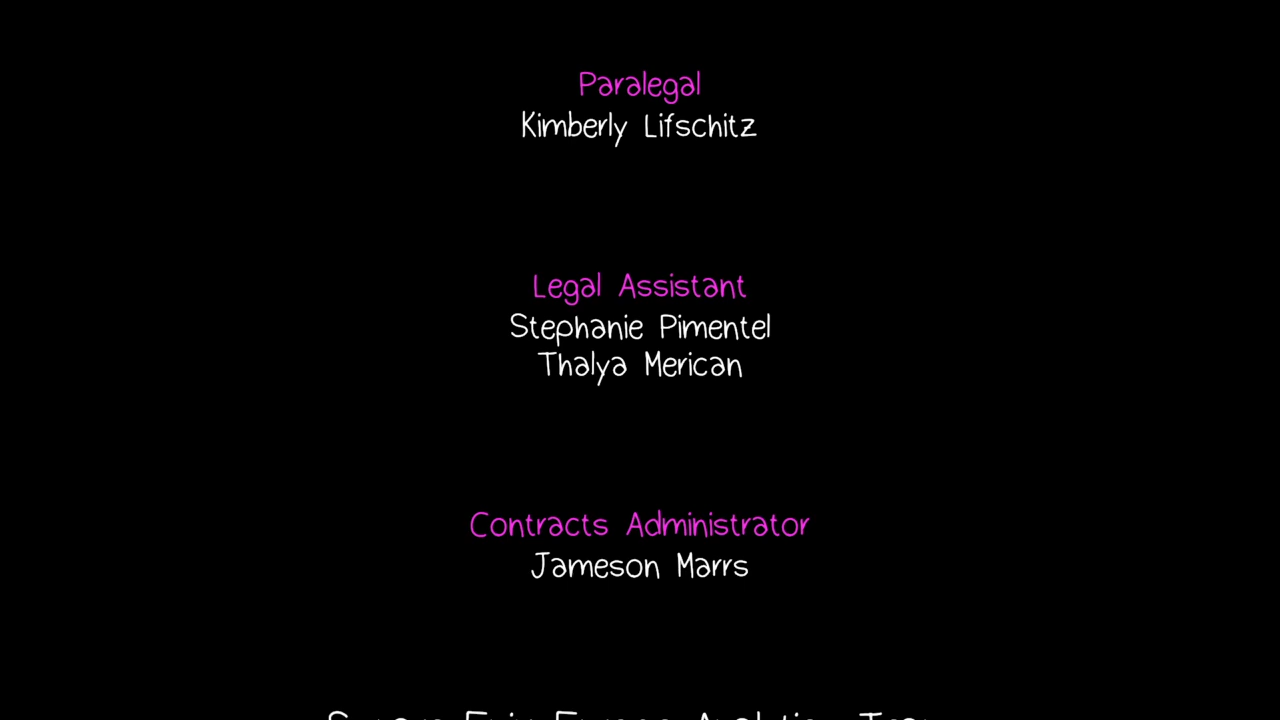 Paralegal
Kimberly Lifschitz
Legal Assistant
Stephanie Pimentel
Thalya Merican
Contracts Administrator
Jameson Marrs